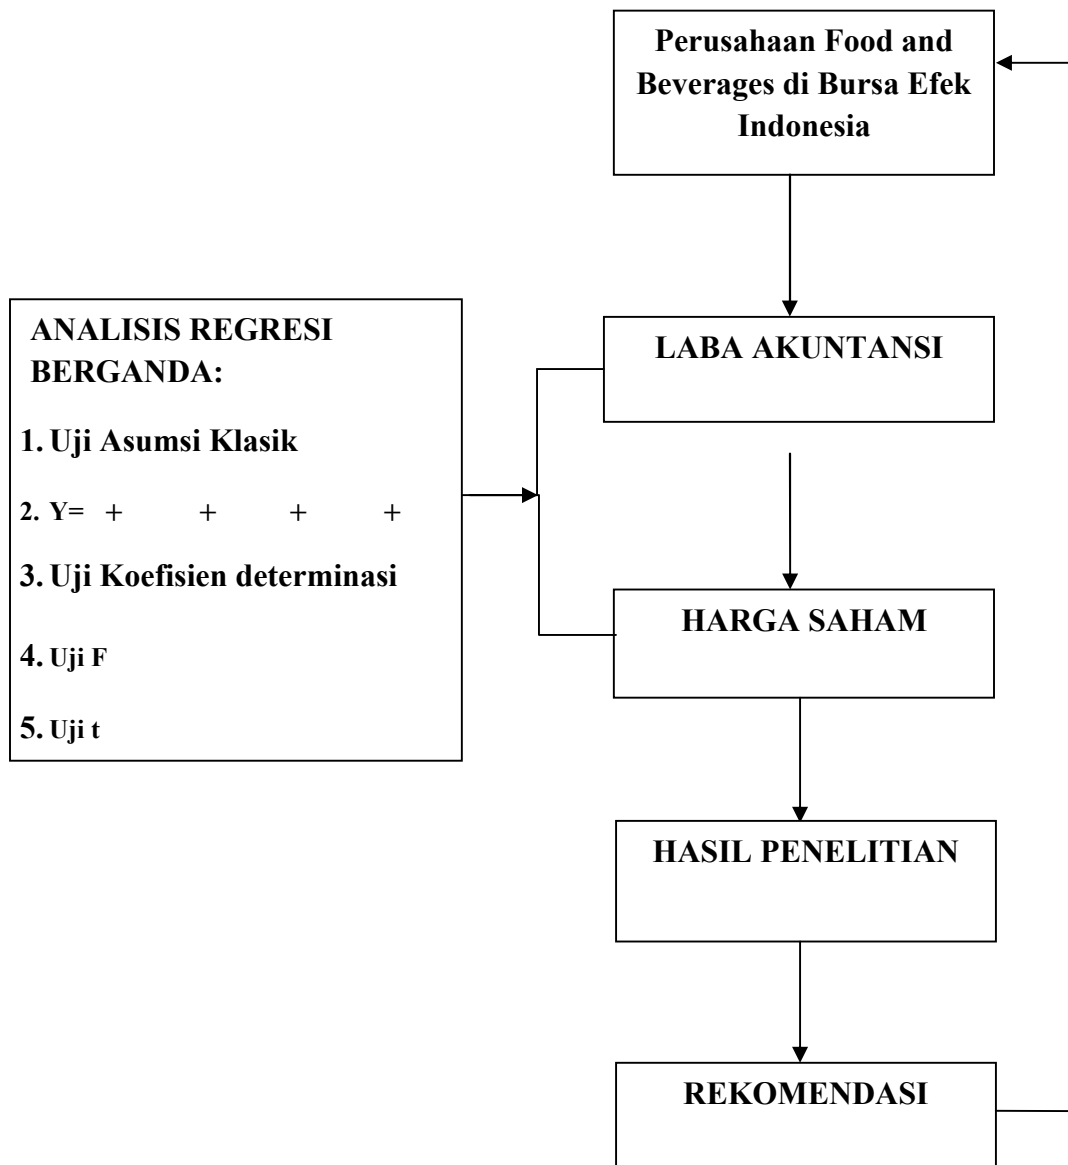 Perusahaan Food and
Beverages di Bursa Efek
Indonesia
ANALISIS REGRESI
BERGANDA:
1. Uji Asumsi Klasik
2. Y= + + + +
3. Uji Koefisien determinasi
4. Uji F
5. Uji t
LABA AKUNTANSI
HARGA SAHAM
HASIL PENELITIAN
REKOMENDASI